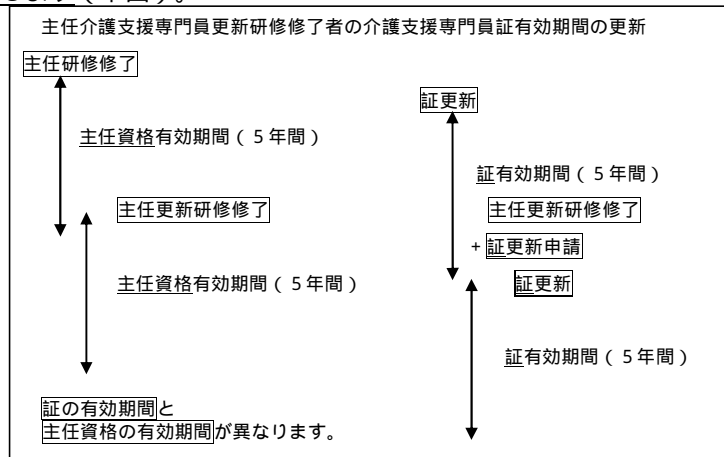 主任介護支援専門員更新研修修了者の介護支援専門員証有効期間の更新
主任研修修了
証更新
主任資格有効期間(5年間)
証有効期間(5年間)
主任更新研修修了
主任更新研修修了
+証更新申請
主任資格有効期間(5年間)
証更新
証有効期間(5年間)
証の有効期間と
主任資格の有効期間が異なります。